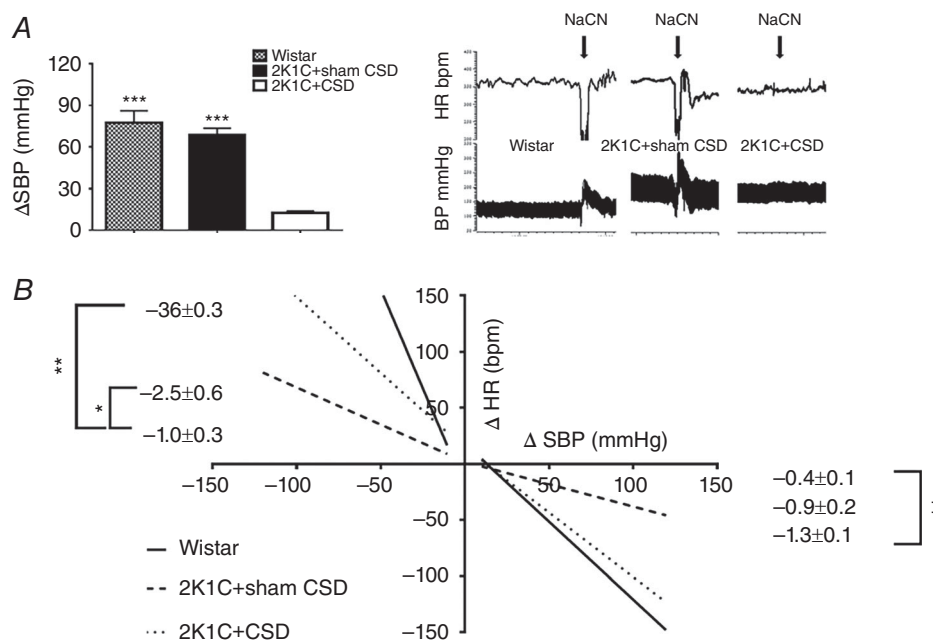 A
Wistar
2K1C+sham CSD
2K1C+CSD
120
90
60
30
0
ΔSBP (mmHg)
***
***
NaCN NaCN NaCN
HR bpm
Wistar 2K1C+sham CSD 2K1C+CSD
BP mmHg
B
–36±0.3
–2.5±0.6
–1.0±0.3
**
*
150
100
50
Δ HR (bpm)
Δ SBP (mmHg)
–150 –100 –50 50 100 150
–50
–100
–150
–0.4±0.1
–0.9±0.2
–1.3±0.1
Wistar
2K1C+sham CSD
2K1C+CSD